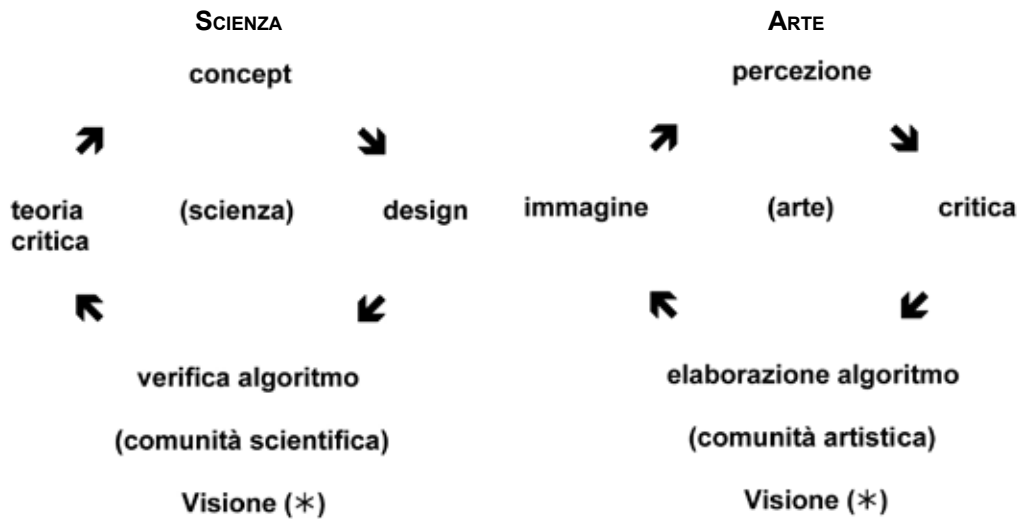 SCIENZA
concept
teoria
critica
(scienza)
design
verifica algoritmo
(comunità scientifica)
Visione (∗)
ARTE
percezione
immagine
(arte)
critica
elaborazione algoritmo
(comunità artistica)
Visione (∗)